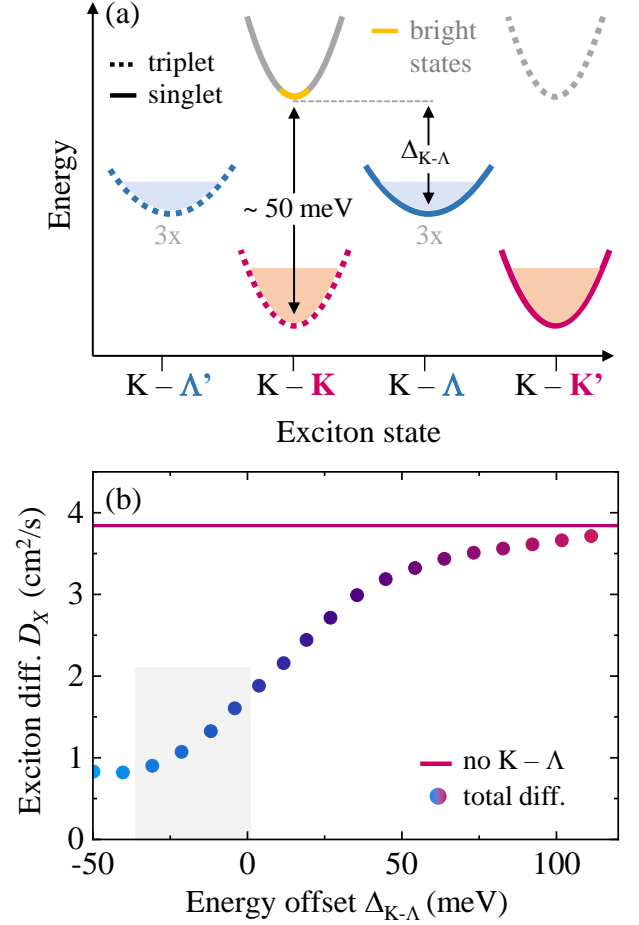 (a)
triplet
singlet
bright
states
Energy
Δ_K-Λ
~ 50 meV
3x
3x
K – Λ’
K – K
K – Λ
K – K’
Exciton state
(b)
Exciton diff. D_X (cm²/s)
4
3
2
1
0
no K – Λ
total diff.
-50
0
50
100
Energy offset Δ_K-Λ (meV)